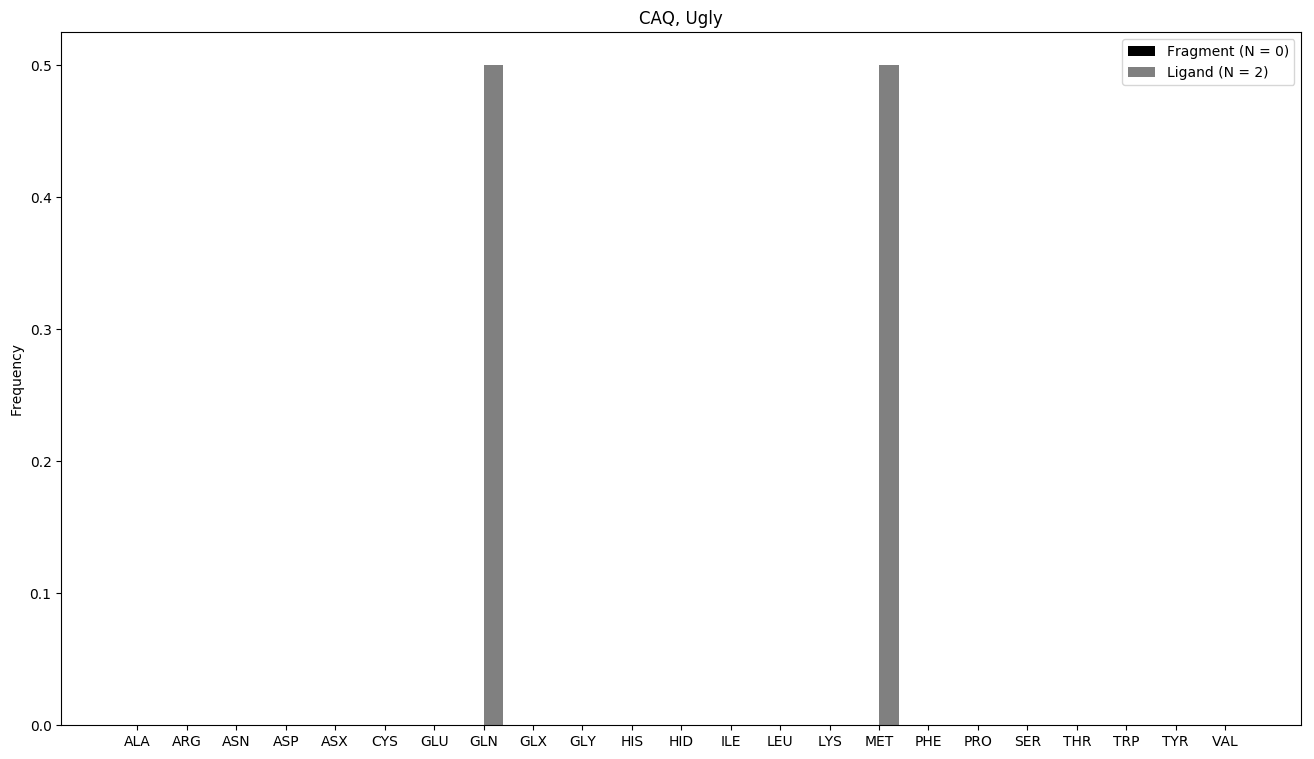 CAQ, Ugly
Fragment (N = 0)
Ligand (N = 2)
Frequency
0.5
0.4
0.3
0.2
0.1
0.0
ALA ARG ASN ASP ASX CYS GLU GLN GLX GLY HIS HID ILE LEU LYS MET PHE PRO SER THR TRP TYR VAL